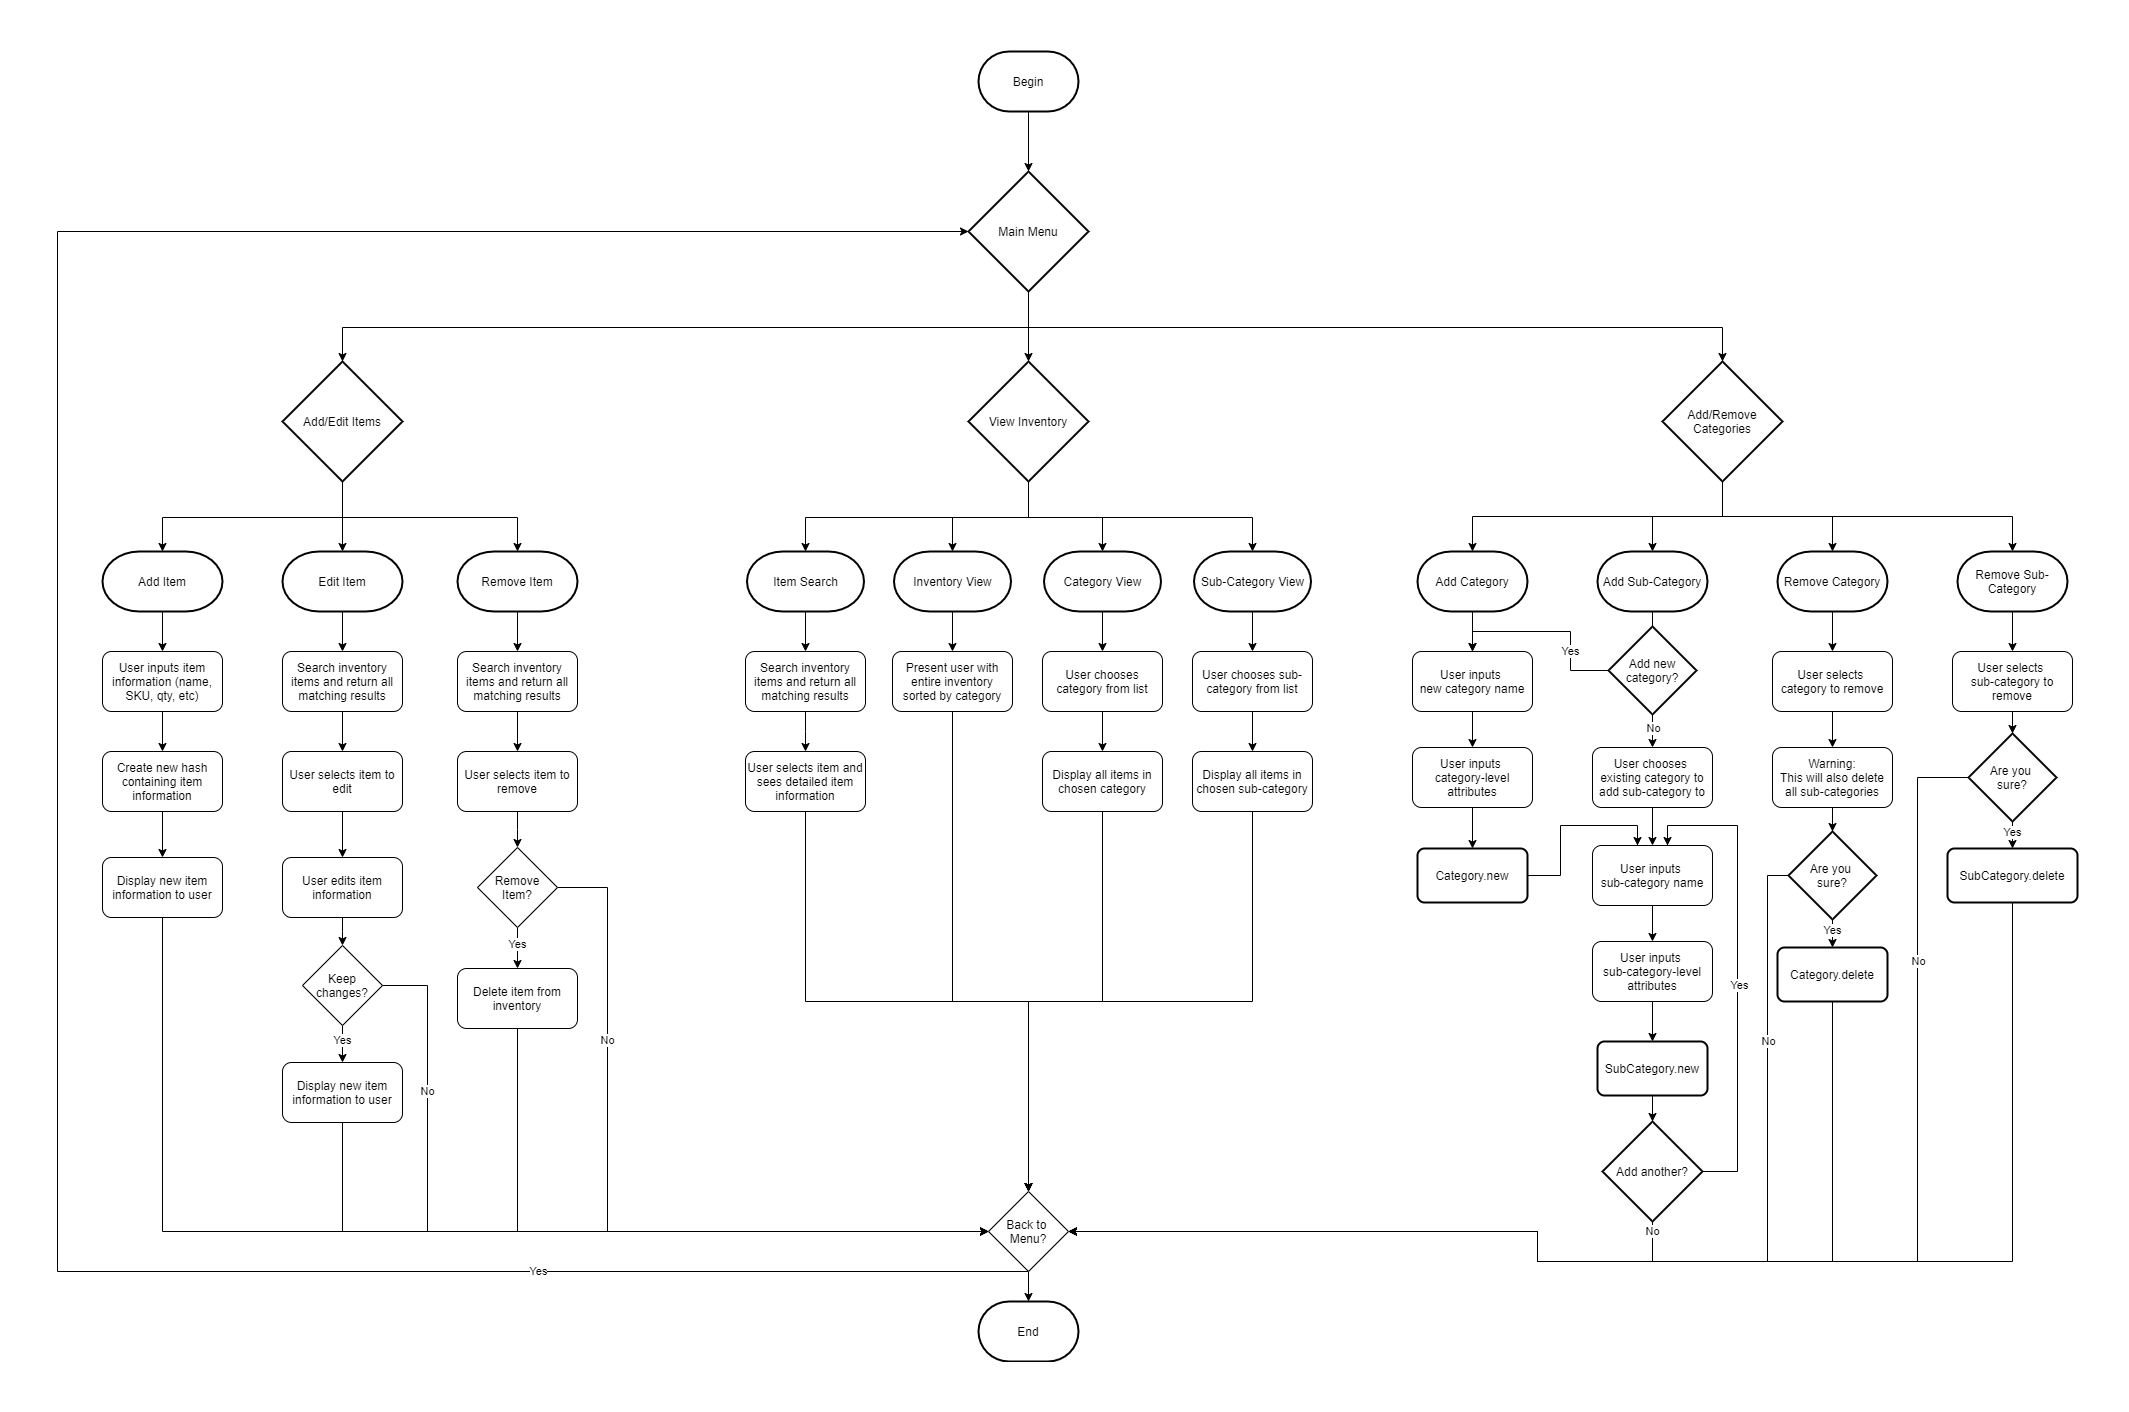 Begin
Main Menu
Add/Edit Items
View Inventory
Add/Remove
Categories
Add Item
Edit Item
Remove Item
Item Search
Inventory View
Category View
Sub-Category View
Add Category
Add Sub-Category
Remove Category
Remove Sub-
Category
User inputs item
information (name,
SKU, qty, etc)
Search inventory
items and return all
matching results
Search inventory
items and return all
matching results
Search inventory
items and return all
matching results
Present user with
entire inventory
sorted by category
User chooses
category from list
User chooses sub-
category from list
User inputs
new category name
Yes
Add new
category?
User selects
category to remove
User selects
sub-category to
remove
No
Create new hash
containing item
information
User selects item to
edit
User selects item to
remove
User selects item and
sees detailed item
information
Display all items in
chosen category
Display all items in
chosen sub-category
User inputs
category-level
attributes
User chooses
existing category to
add sub-category to
Warning:
This will also delete
all sub-categories
Are you
sure?
Yes
Display new item
information to user
User edits item
information
Remove
Item?
Category.new
User inputs
sub-category name
Are you
sure?
SubCategory.delete
Yes
Yes
No
Keep
changes?
Delete item from
inventory
User inputs
sub-category-level
attributes
Yes
Category.delete
Yes
No
No
Display new item
information to user
No
SubCategory.new
Add another?
Back to
Menu?
No
Yes
End